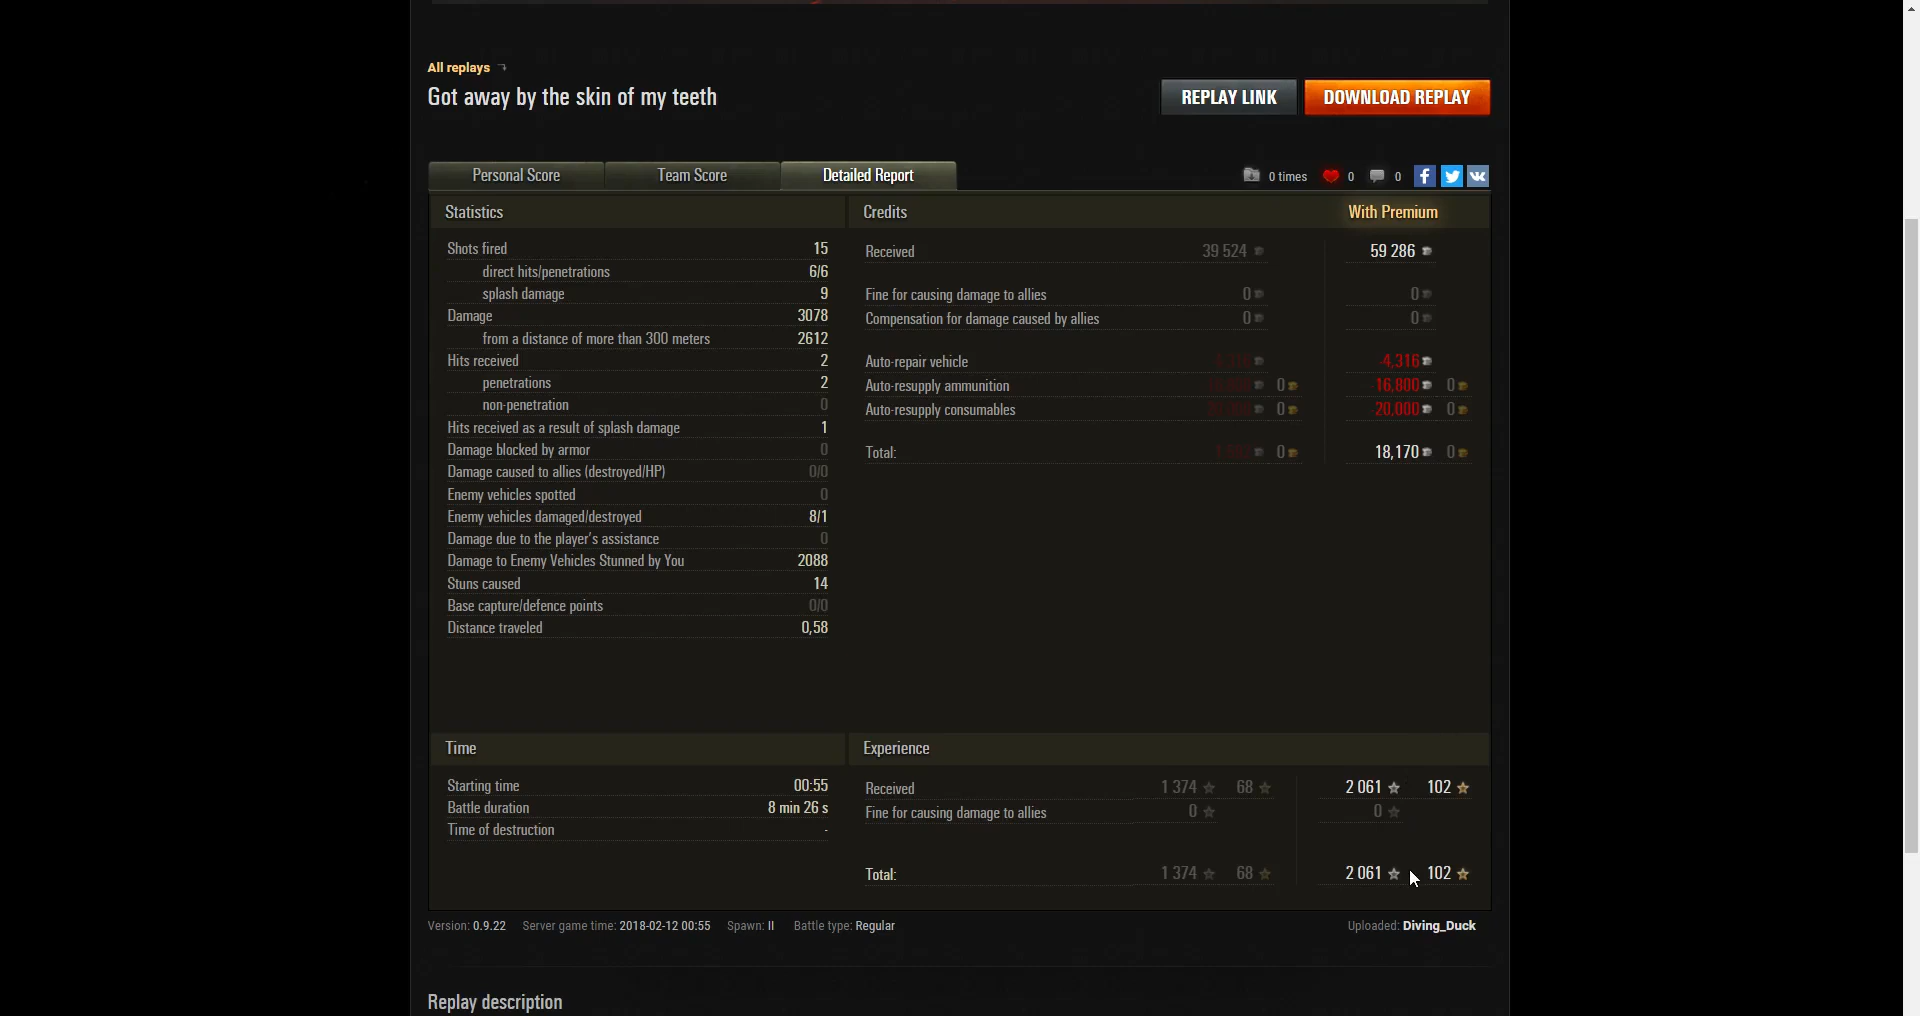 All replays
Got away by the skin of my teeth
REPLAY LINK
DOWNLOAD REPLAY
Personal Score
Team Score
Detailed Report
0 times
0
0
Statistics
Shots fired 15
direct hits/penetrations 6/6
splash damage 9
Damage 3078
from a distance of more than 300 meters 2612
Hits received 2
penetrations 2
non-penetration 0
Hits received as a result of splash damage 1
Damage blocked by armor 0
Damage caused to allies (destroyed/HP) 0/0
Enemy vehicles spotted 0
Enemy vehicles damaged/destroyed 8/1
Damage due to the player's assistance 0
Damage to Enemy Vehicles Stunned by You 2088
Stuns caused 14
Base capture/defence points 0/0
Distance traveled 0,58
Credits With Premium
Received 39 524 59 286
Fine for causing damage to allies 0 0
Compensation for damage caused by allies 0 0
Auto-repair vehicle -4,316
Auto-resupply ammunition 0 -16,800 0
Auto-resupply consumables 0 -20,000 0
Total: 0 18,170 0
Time
Starting time 00:55
Battle duration 8 min 26 s
Time of destruction -
Experience
Received 1 374 68 2 061 102
Fine for causing damage to allies 0 0
Total: 1 374 68 2 061 102
Version: 0.9.22 Server game time: 2018-02-12 00:55 Spawn: II Battle type: Regular Uploaded: Diving_Duck
Replay description